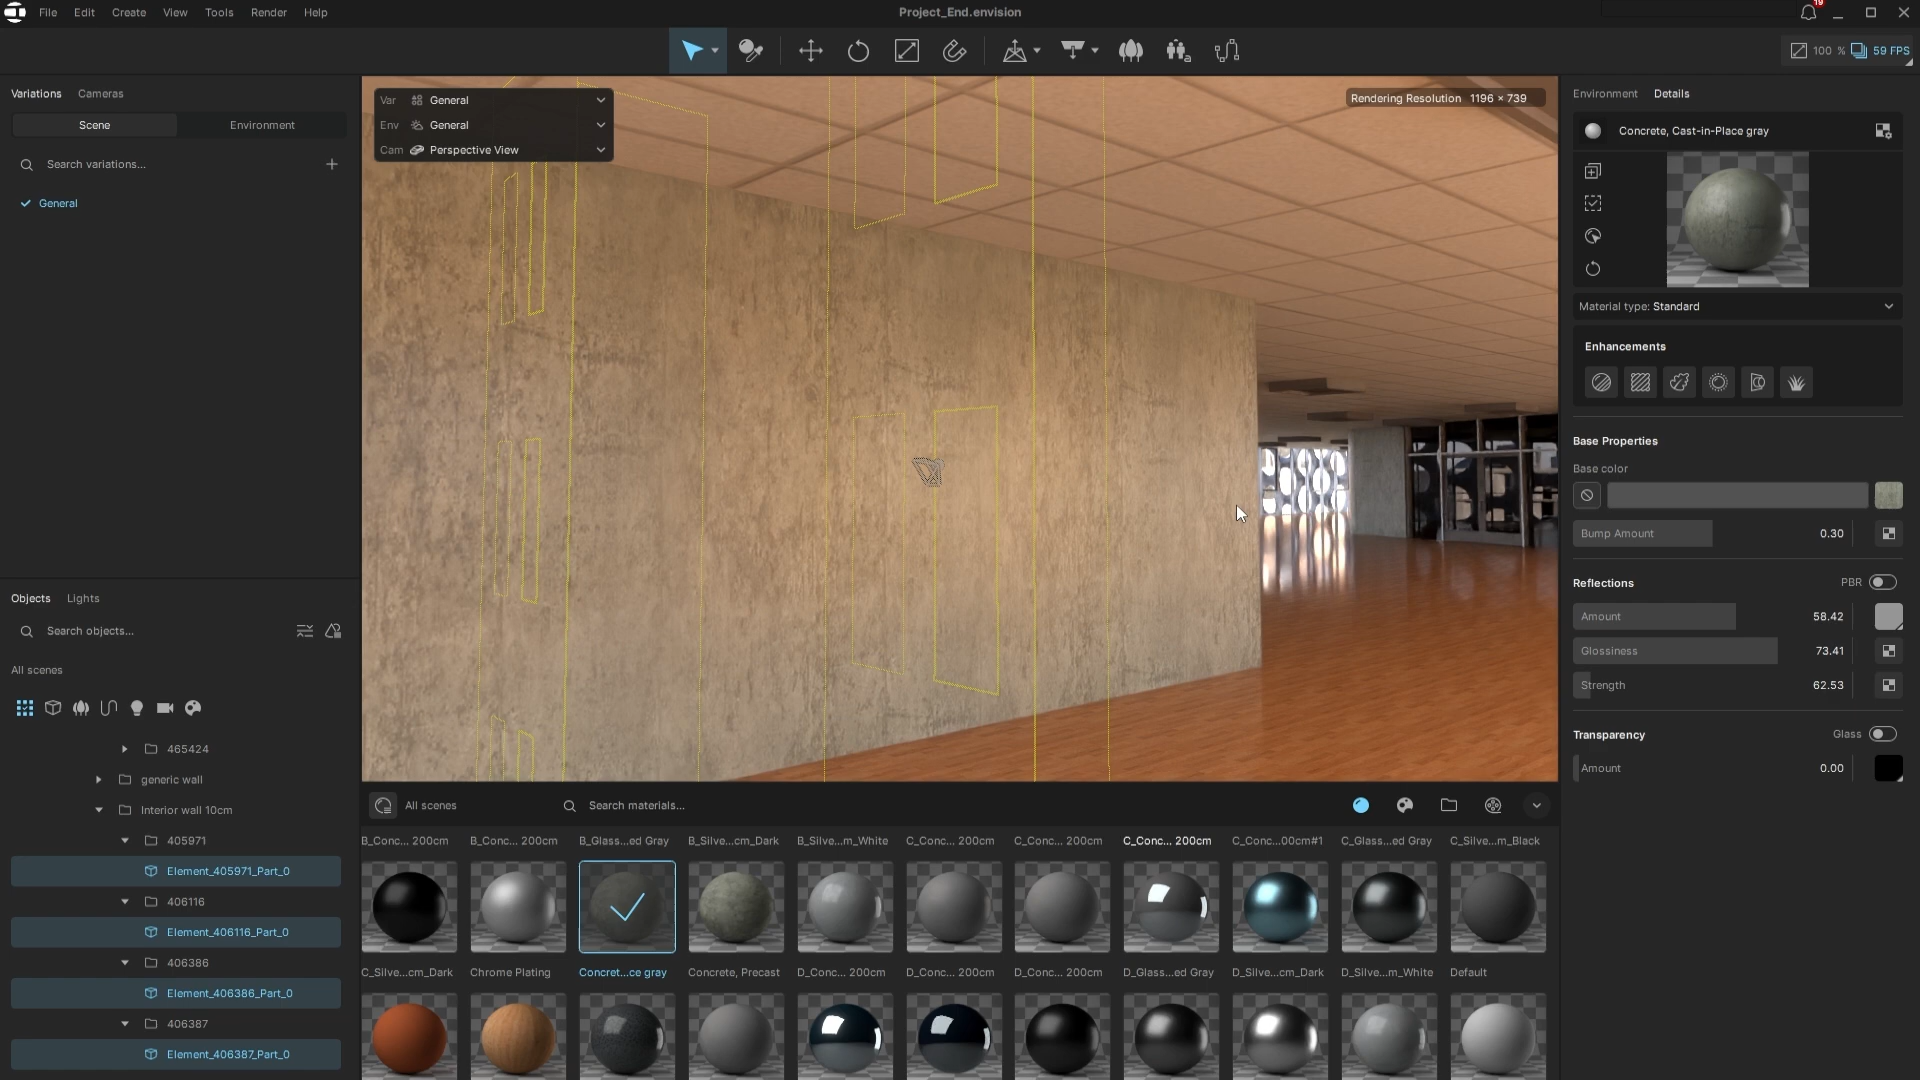 File Edit Create View Tools Render Help
Project_End.envision
19
100 %
59 FPS
Variations Cameras
Scene Environment
Search variations...
General
Var General
Env General
Cam Perspective View
Rendering Resolution 1196 × 739
Environment Details
Concrete, Cast-in-Place gray
Material type: Standard
Enhancements
Base Properties
Base color
Bump Amount 0.30
Reflections PBR
Amount 58.42
Glossiness 73.41
Strength 62.53
Transparency Glass
Amount 0.00
Objects Lights
Search objects...
All scenes
465424
generic wall
Interior wall 10cm
405971
Element_405971_Part_0
406116
Element_406116_Part_0
406386
Element_406386_Part_0
406387
Element_406387_Part_0
All scenes
Search materials...
B_Conc... 200cm B_Conc... 200cm B_Glass...ed Gray B_Silve...cm_Dark B_Silve...m_White C_Conc... 200cm C_Conc... 200cm C_Conc... 200cm C_Conc...00cm#1 C_Glass...ed Gray C_Silve...m_Black
C_Silve...cm_Dark Chrome Plating Concret...ce gray Concrete, Precast D_Conc... 200cm D_Conc... 200cm D_Conc... 200cm D_Glass...ed Gray D_Silve...cm_Dark D_Silve...m_White Default